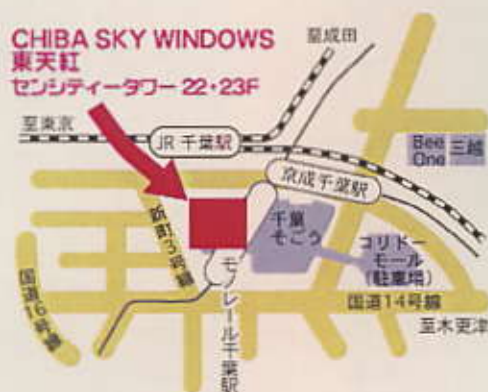 CHIBA SKY WINDOWS
東天紅
センシティータワー 22・23F
至成田
至東京
JR 千葉駅
Bee
One
三越
京成千葉駅
千葉
そごう
新町3号線
コリドー
モール
(駐車場)
国道16号線
モノレール千葉駅
国道14号線
至木更津